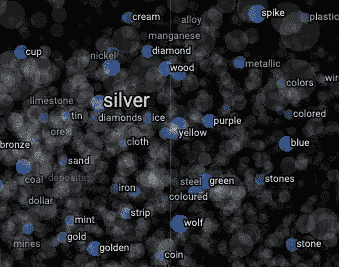 cream
alloy
spike
plastic
manganese
cup
nickel
diamond
wood
metallic
colors
wir
limestone
silver
tin
diamonds
ice
purple
colored
ore
yellow
bronze
cloth
blue
sand
coal
deposits
iron
steel
green
stones
dollar
coloured
mint
strip
wolf
gold
mines
golden
coin
stone